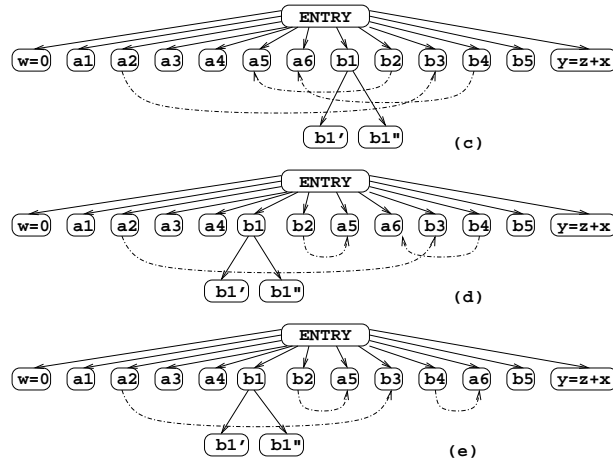 ENTRY
w=0 a1 a2 a3 a4 a5 a6 b1 b2 b3 b4 b5 y=z+x
b1' b1"
(c)
ENTRY
w=0 a1 a2 a3 a4 b1 b2 a5 a6 b3 b4 b5 y=z+x
b1' b1"
(d)
ENTRY
w=0 a1 a2 a3 a4 b1 b2 a5 b3 b4 a6 b5 y=z+x
b1' b1"
(e)